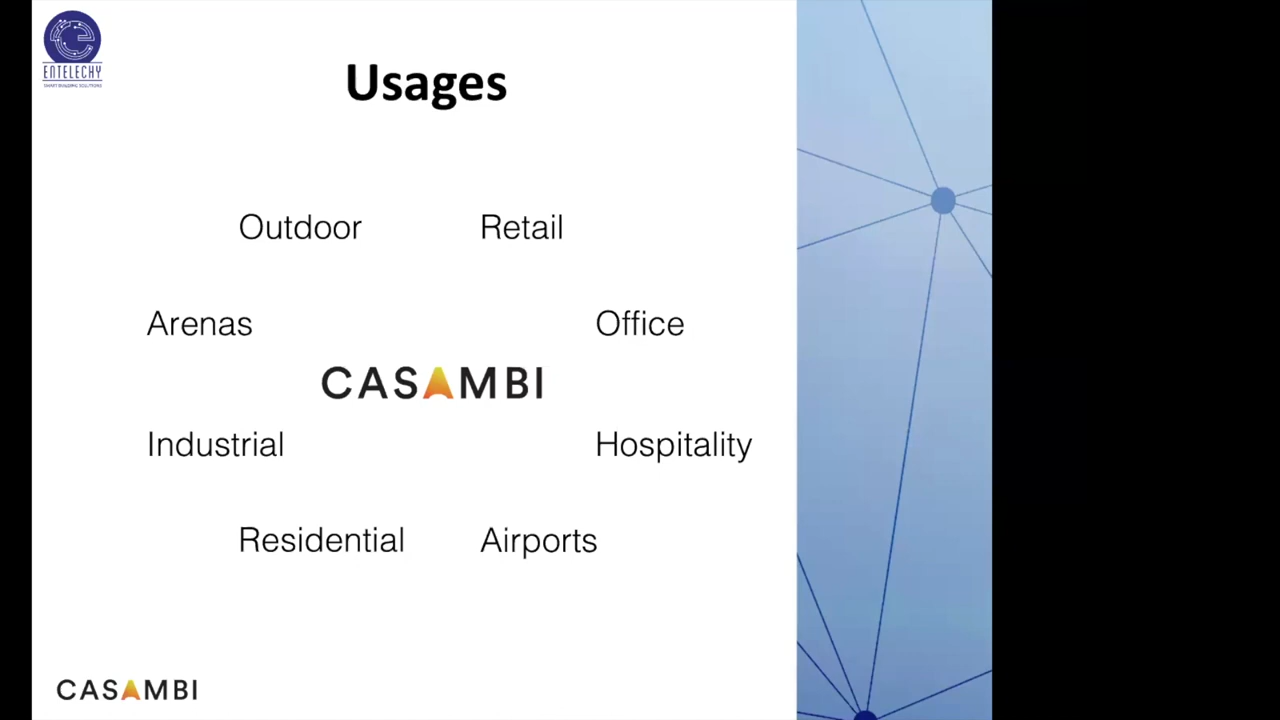 ENTELECHY
SMART BUILDING SOLUTIONS
Usages
Outdoor
Retail
Arenas
Office
CASAMBI
Industrial
Hospitality
Residential
Airports
CASAMBI